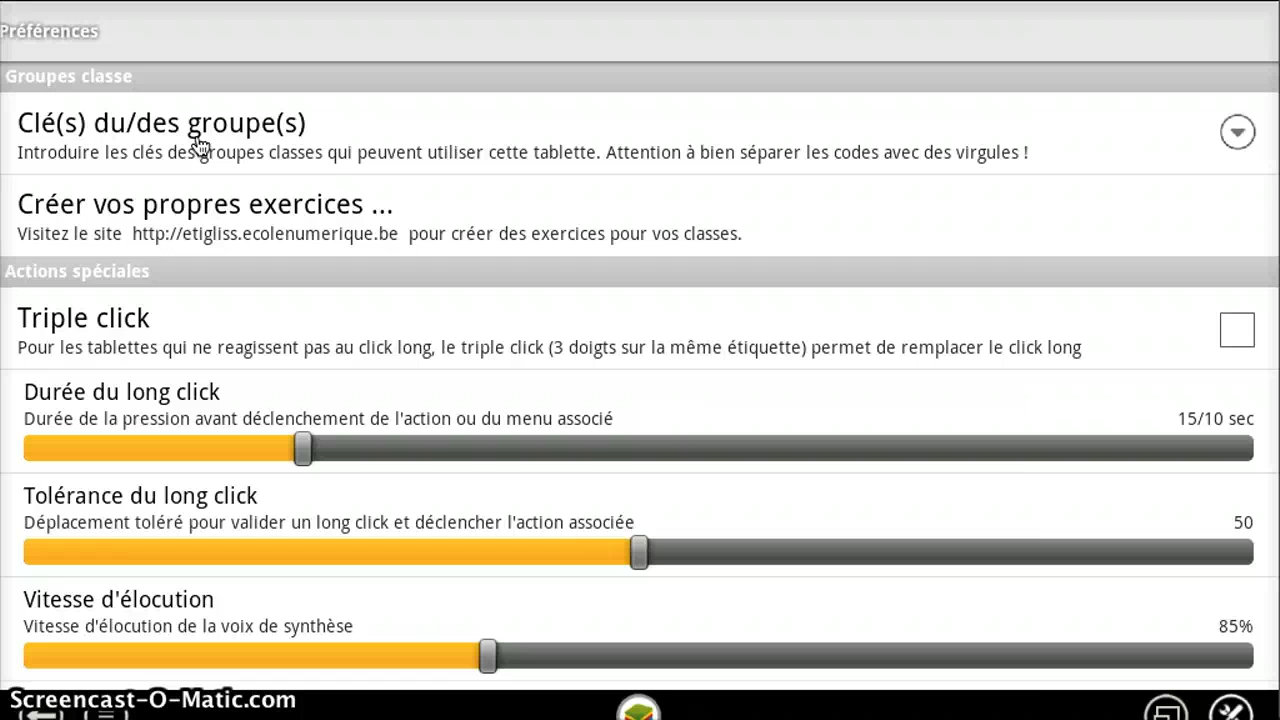 Préférences
Groupes classe
Clé(s) du/des groupe(s)
Introduire les clés des groupes classes qui peuvent utiliser cette tablette. Attention à bien séparer les codes avec des virgules !
Créer vos propres exercices ...
Visitez le site http://etigliss.ecolenumerique.be pour créer des exercices pour vos classes.
Actions spéciales
Triple click
Pour les tablettes qui ne reagissent pas au click long, le triple click (3 doigts sur la même étiquette) permet de remplacer le click long
Durée du long click
Durée de la pression avant déclenchement de l'action ou du menu associé
15/10 sec
Tolérance du long click
Déplacement toléré pour valider un long click et déclencher l'action associée
50
Vitesse d'élocution
Vitesse d'élocution de la voix de synthèse
85%
Screencast-O-Matic.com